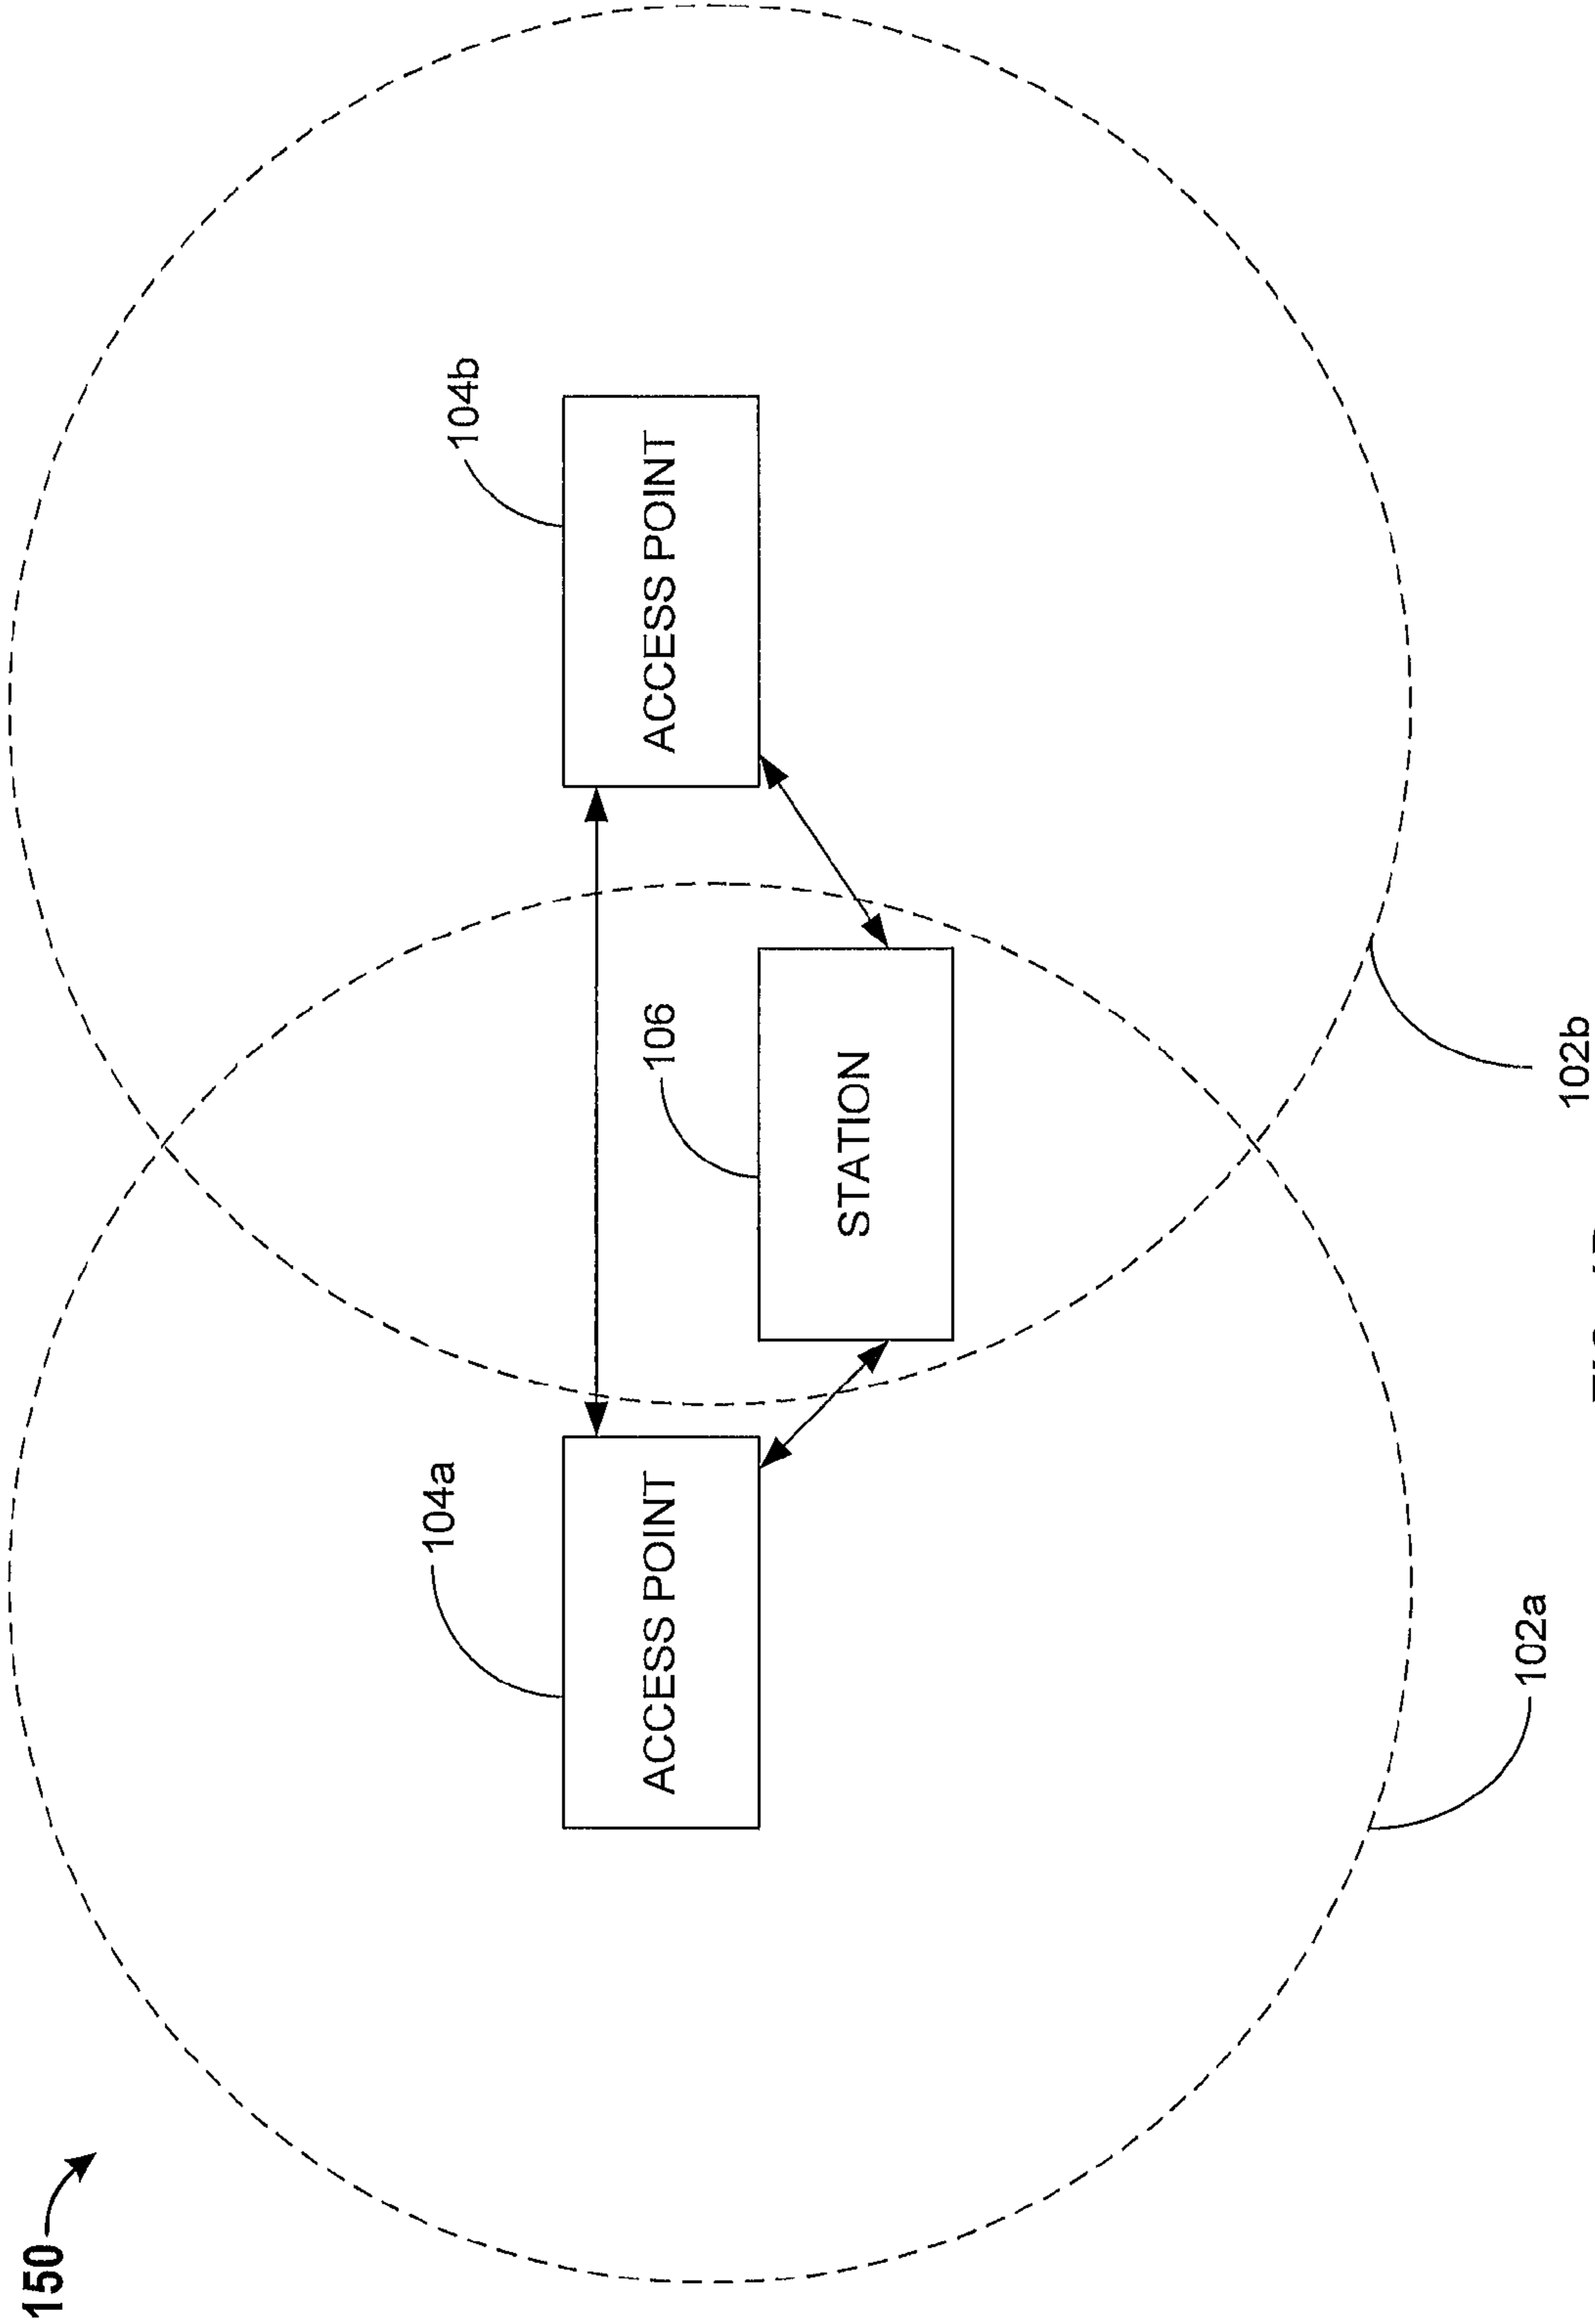 150
104a
104b
ACCESS POINT
ACCESS POINT
106
STATION
102a
102b